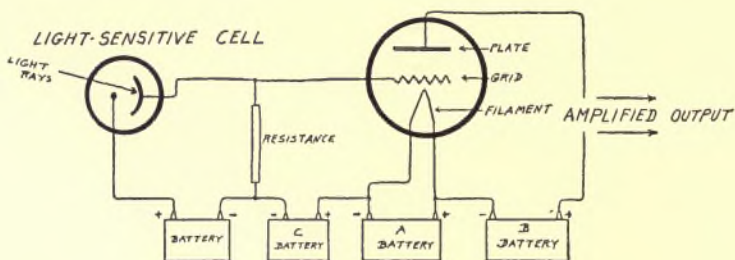 LIGHT-SENSITIVE CELL
LIGHT
RAYS
PLATE
GRID
FILAMENT
AMPLIFIED OUTPUT
RESISTANCE
+ - - + - + - +
BATTERY
C
BATTERY
A
BATTERY
B
BATTERY